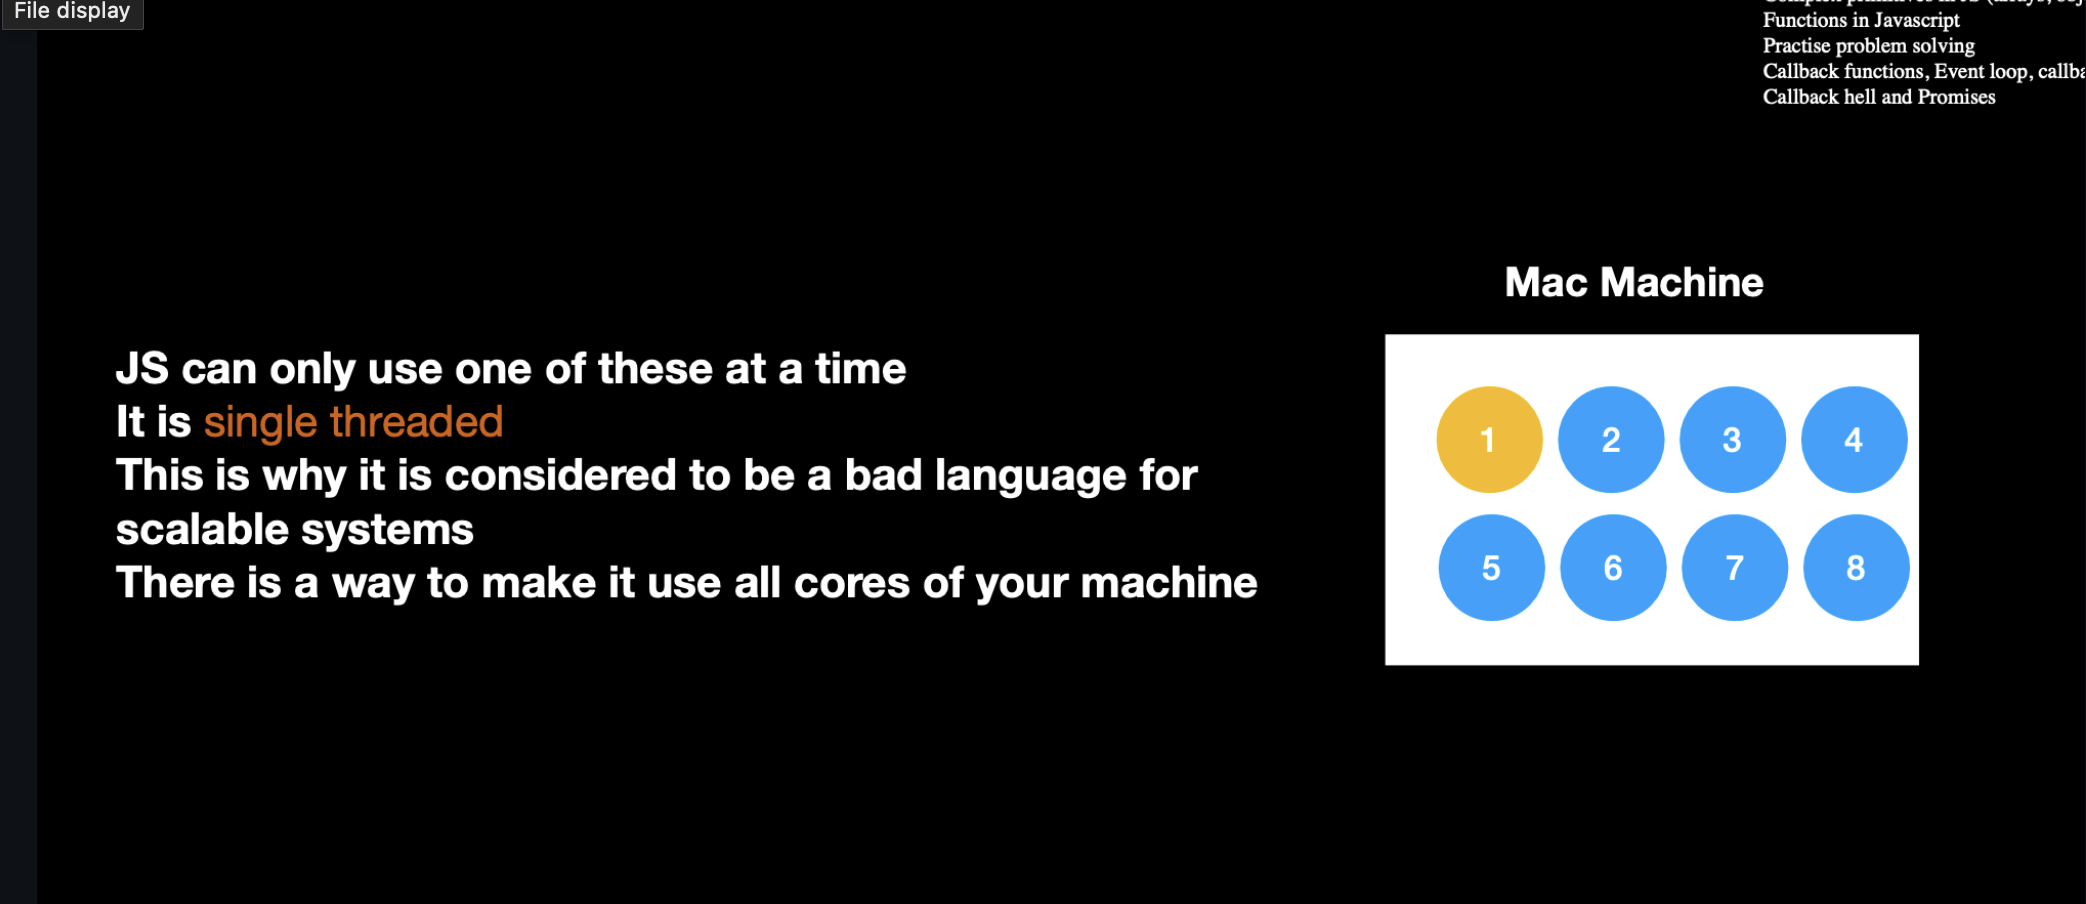 File display
Functions in Javascript
Practise problem solving
Callback functions, Event loop,
Callback hell and Promises
Mac Machine
JS can only use one of these at a time
It is single threaded
This is why it is considered to be a bad language for
scalable systems
There is a way to make it use all cores of your machine
1 2 3 4
5 6 7 8